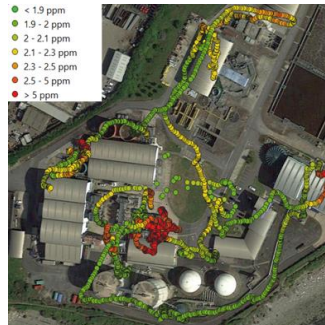 < 1.9 ppm
1.9 - 2 ppm
2 - 2.1 ppm
2.1 - 2.3 ppm
2.3 - 2.5 ppm
2.5 - 5 ppm
> 5 ppm